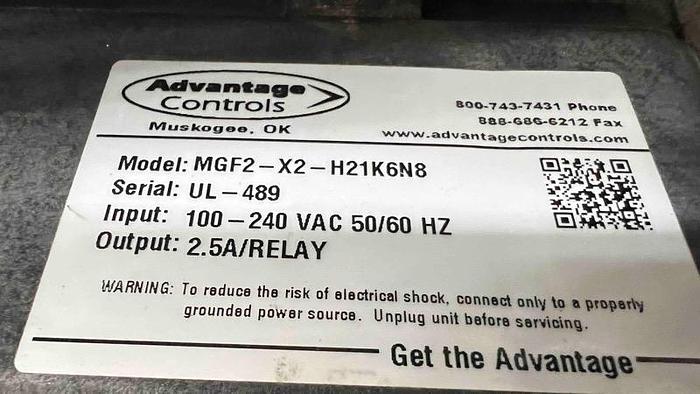 Advantage
Controls
Muskogee, OK
800-743-7431 Phone
888-686-6212 Fax
www.advantagecontrols.com
Model: MGF2-X2-H21K6N8
Serial: UL-489
Input: 100-240 VAC 50/60 HZ
Output: 2.5A/RELAY
WARNING: To reduce the risk of electrical shock, connect only to a properly
grounded power source. Unplug unit before servicing.
Get the Advantage